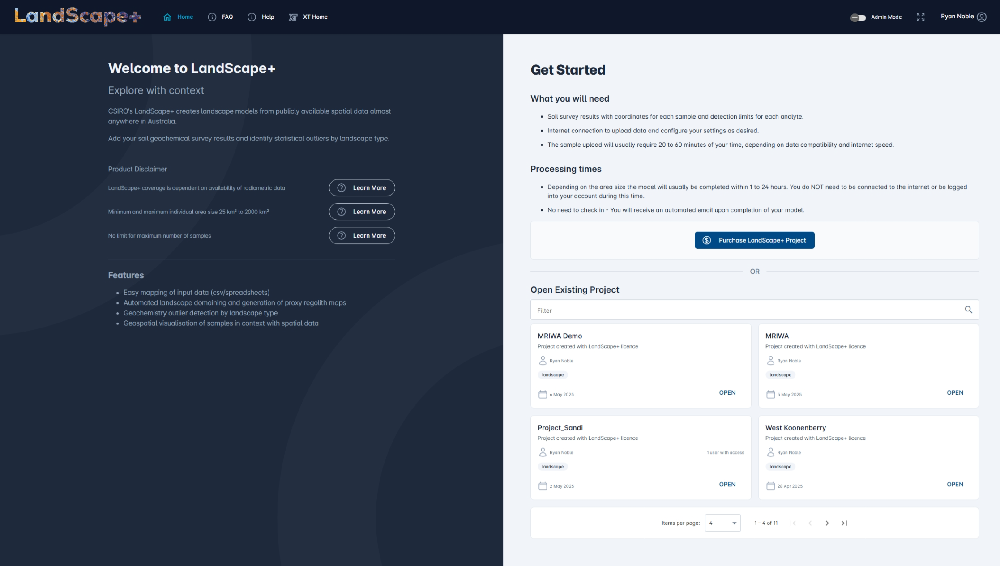 LandScape+
Home
FAQ
Help
XT Home
Admin Mode
Ryan Noble
Welcome to LandScape+
Explore with context
CSIRO's LandScape+ creates landscape models from publicly available spatial data almost
anywhere in Australia.
Add your soil geochemical survey results and identify statistical outliers by landscape type.
Product Disclaimer
LandScape+ coverage is dependent on availability of radiometric data
Learn More
Minimum and maximum individual area size 25 km² to 2000 km²
Learn More
No limit for maximum number of samples
Learn More
Features
• Easy mapping of input data (csv/spreadsheets)
• Automated landscape domaining and generation of proxy regolith maps
• Geochemistry outlier detection by landscape type
• Geospatial visualisation of samples in context with spatial data
Get Started
What you will need
• Soil survey results with coordinates for each sample and detection limits for each analyte.
• Internet connection to upload data and configure your settings as desired.
• The sample upload will usually require 20 to 60 minutes of your time, depending on data compatibility and internet speed.
Processing times
• Depending on the area size the model will usually be completed within 1 to 24 hours. You do NOT need to be connected to the internet or be logged
into your account during this time.
• No need to check in - You will receive an automated email upon completion of your model.
Purchase LandScape+ Project
OR
Open Existing Project
Filter
MRIWA Demo
Project created with LandScape+ licence
Ryan Noble
landscape
6 May 2025
OPEN
MRIWA
Project created with LandScape+ licence
Ryan Noble
landscape
5 May 2025
OPEN
Project_Sandi
Project created with LandScape+ licence
Ryan Noble
1 user with access
landscape
2 May 2025
OPEN
West Koonenberry
Project created with LandScape+ licence
Ryan Noble
landscape
28 Apr 2025
OPEN
Items per page:
4
1 – 4 of 11